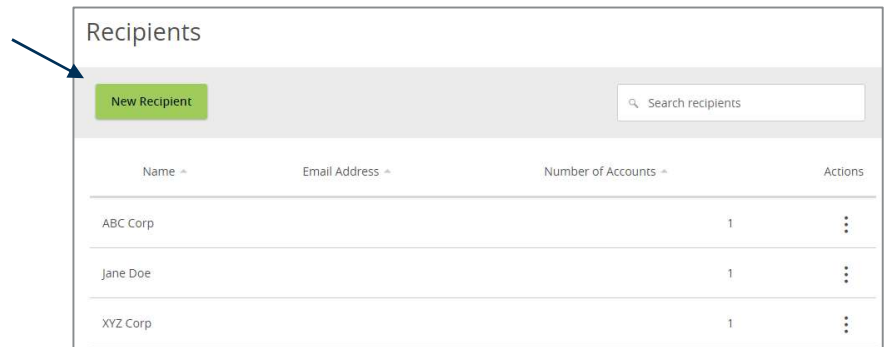 Recipients
New Recipient
Search recipients
Name Email Address Number of Accounts Actions
ABC Corp 1
Jane Doe 1
XYZ Corp 1